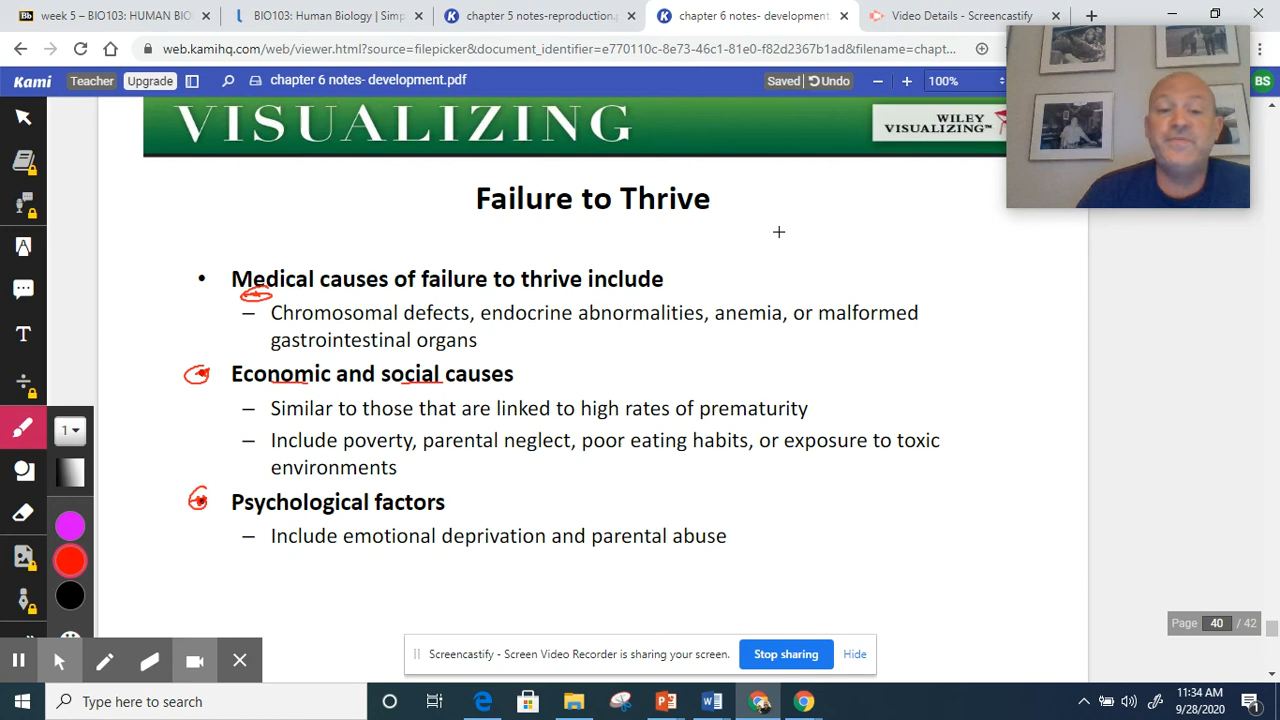 week 5 – BIO103: HUMAN BIO
BIO103: Human Biology | Simp
chapter 5 notes-reproduction.p
chapter 6 notes- development.
Video Details - Screencastify
web.kamihq.com/web/viewer.html?source=filepicker&document_identifier=e770110c-8e73-46c1-81e0-f82d2367b1ad&filename=chapt...
Kami
Teacher
Upgrade
chapter 6 notes- development.pdf
Saved
Undo
100%
BS
VISUALIZING
WILEY
VISUALIZING™
Failure to Thrive
• Medical causes of failure to thrive include
– Chromosomal defects, endocrine abnormalities, anemia, or malformed
gastrointestinal organs
Economic and social causes
– Similar to those that are linked to high rates of prematurity
– Include poverty, parental neglect, poor eating habits, or exposure to toxic
environments
Psychological factors
– Include emotional deprivation and parental abuse
1
Page 40 / 42
Screencastify - Screen Video Recorder is sharing your screen.
Stop sharing
Hide
Type here to search
11:34 AM
9/28/2020